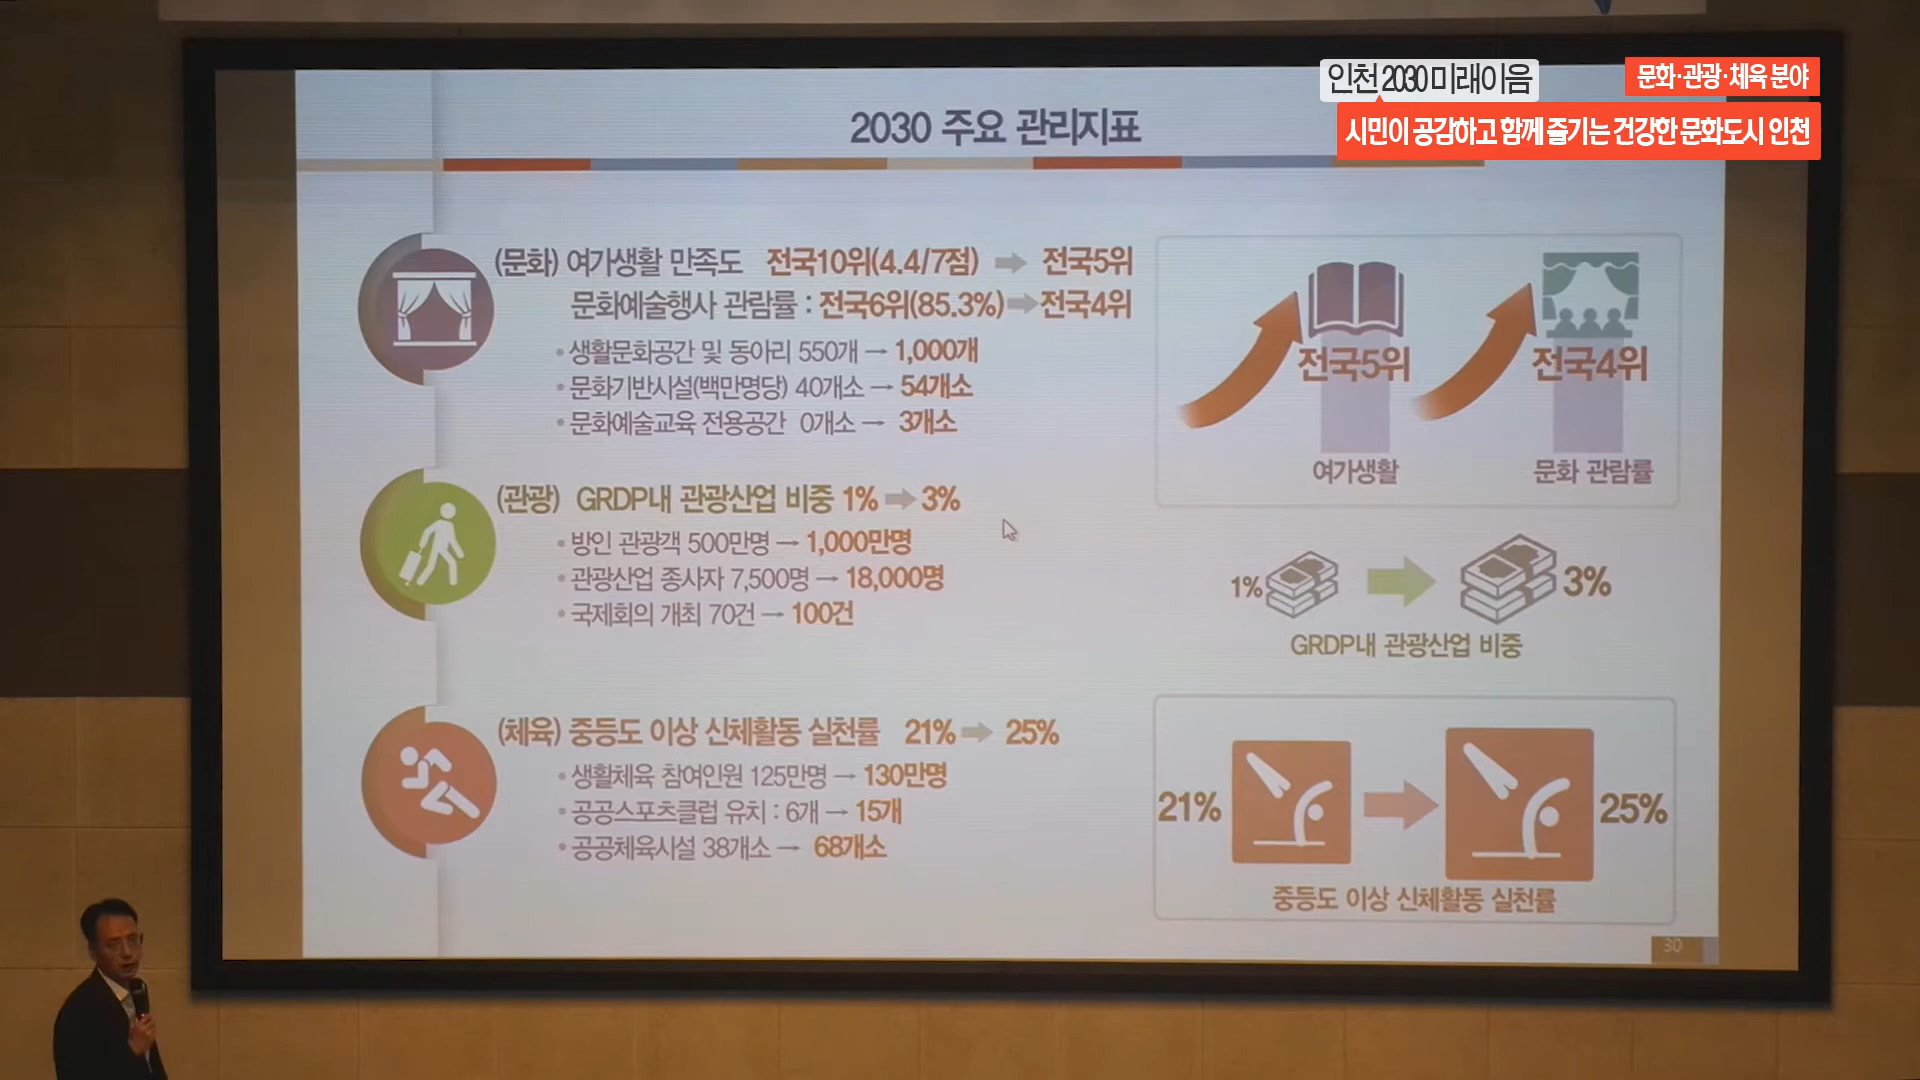 인천 2030 미래이음
문화·관광·체육 분야
시민이 공감하고 함께 즐기는 건강한 문화도시 인천
2030 주요 관리지표
(문화) 여가생활 만족도 전국10위(4.4/7점) → 전국5위
문화예술행사 관람률 : 전국6위(85.3%) → 전국4위
• 생활문화공간 및 동아리 550개 → 1,000개
• 문화기반시설(백만명당) 40개소 → 54개소
• 문화예술교육 전용공간 0개소 → 3개소
전국5위
전국4위
여가생활
문화 관람률
(관광) GRDP내 관광산업 비중 1% → 3%
• 방인 관광객 500만명 → 1,000만명
• 관광산업 종사자 7,500명 → 18,000명
• 국제회의 개최 70건 → 100건
1%
3%
GRDP내 관광산업 비중
(체육) 중등도 이상 신체활동 실천률 21% → 25%
• 생활체육 참여인원 125만명 → 130만명
• 공공스포츠클럽 유치 : 6개 → 15개
• 공공체육시설 38개소 → 68개소
21%
25%
중등도 이상 신체활동 실천률
30